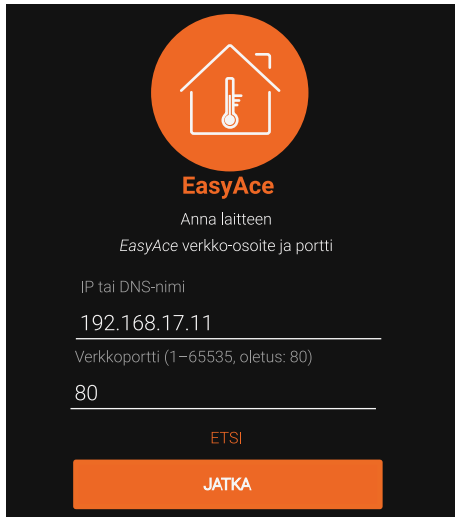 EasyAce
Anna laitteen
EasyAce verkko-osoite ja portti
IP tai DNS-nimi
192.168.17.11
Verkkoportti (1–65535, oletus: 80)
80
ETSI
JATKA